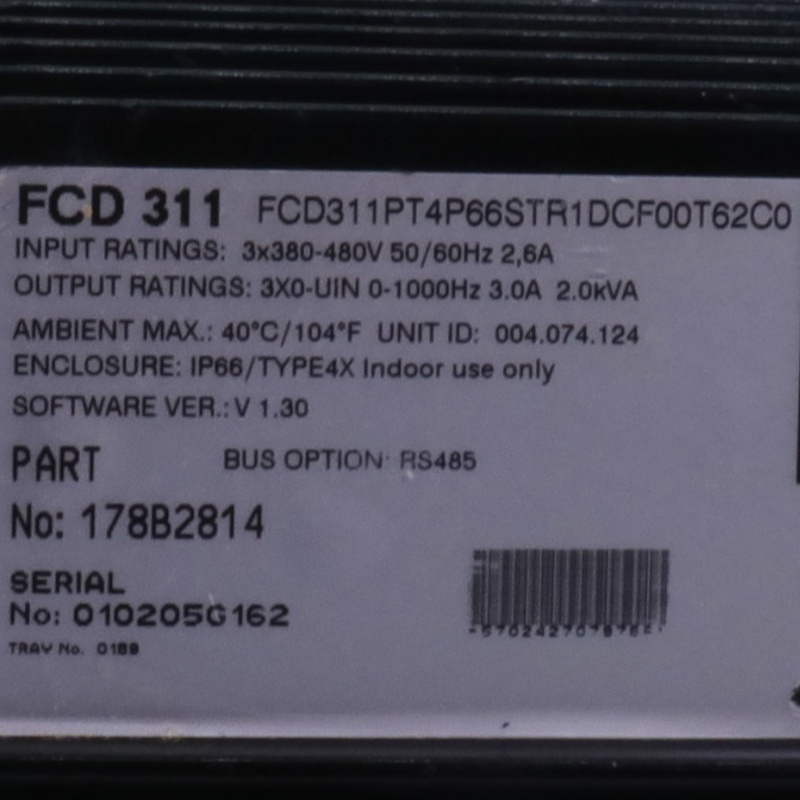 FCD 311 FCD311PT4P66STR1DCF00T62C0
INPUT RATINGS: 3x380-480V 50/60Hz 2,6A
OUTPUT RATINGS: 3X0-UIN 0-1000Hz 3.0A 2.0kVA
AMBIENT MAX.: 40°C/104°F UNIT ID: 004.074.124
ENCLOSURE: IP66/TYPE4X Indoor use only
SOFTWARE VER.: V 1.30
PART BUS OPTION: RS485
No: 178B2814
SERIAL
No: 010205G162
TRAY No. 0189